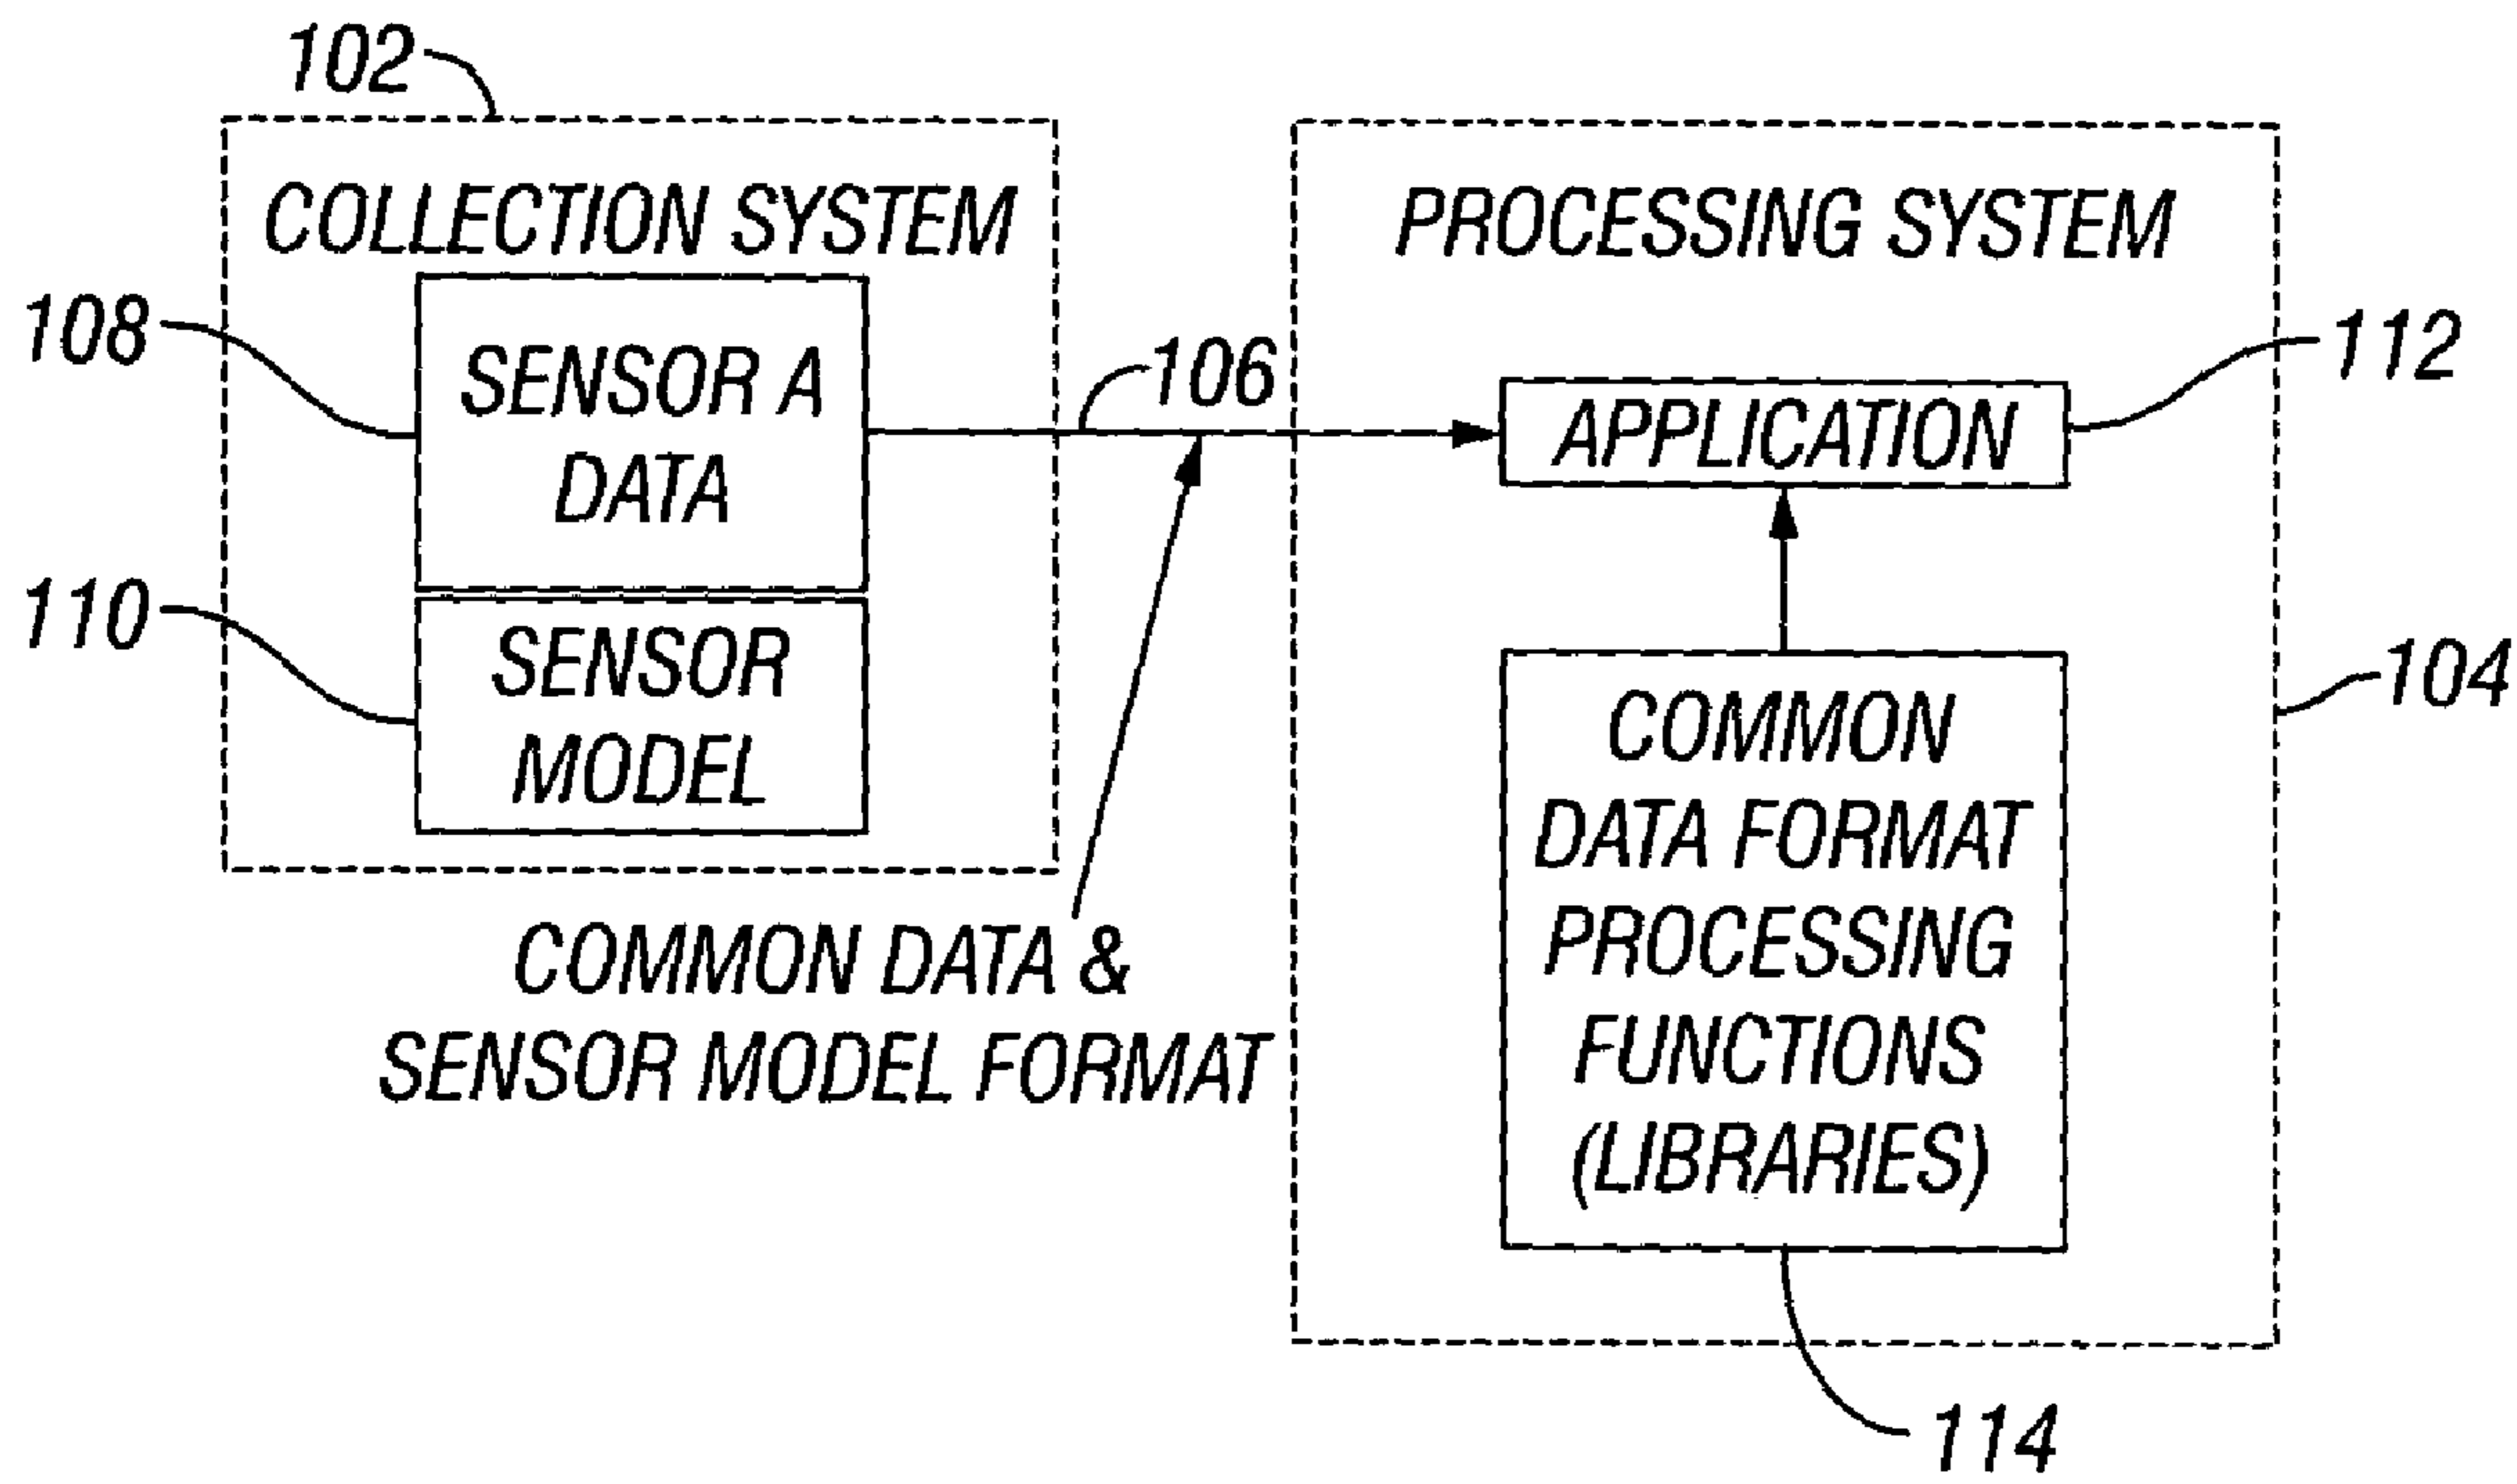 102
COLLECTION SYSTEM
PROCESSING SYSTEM
108
SENSOR A
DATA
106
112
APPLICATION
110
SENSOR
MODEL
104
COMMON
DATA FORMAT
PROCESSING
FUNCTIONS
(LIBRARIES)
COMMON DATA &
SENSOR MODEL FORMAT
114